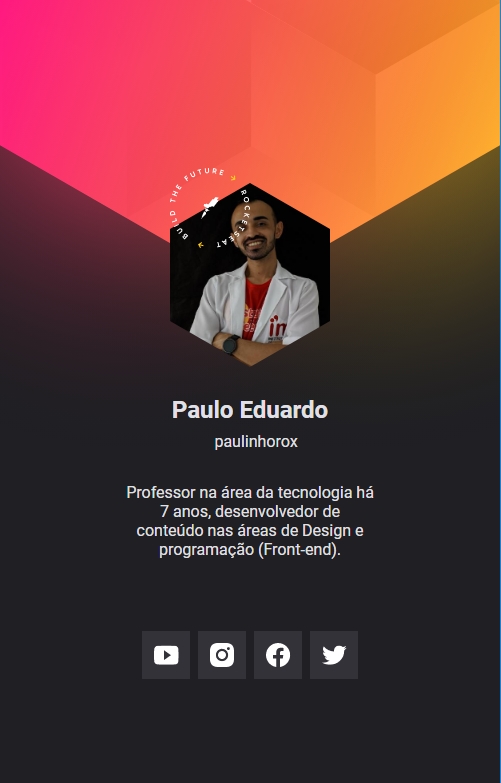 BUILD THE FUTURE
ROCKETSEAT
in
Paulo Eduardo
paulinhorox
Professor na área da tecnologia há
7 anos, desenvolvedor de
conteúdo nas áreas de Design e
programação (Front-end).